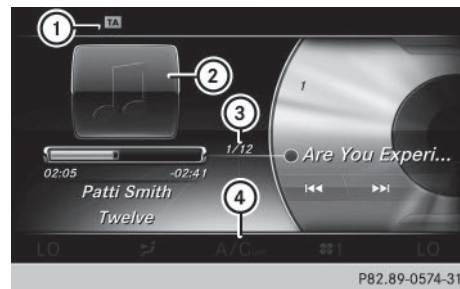 TA
1
2
3
1
1/12
Are You Experi...
02:05
-02:41
Patti Smith
Twelve
4
LO
A/C
1
LO
P82.89-0574-31